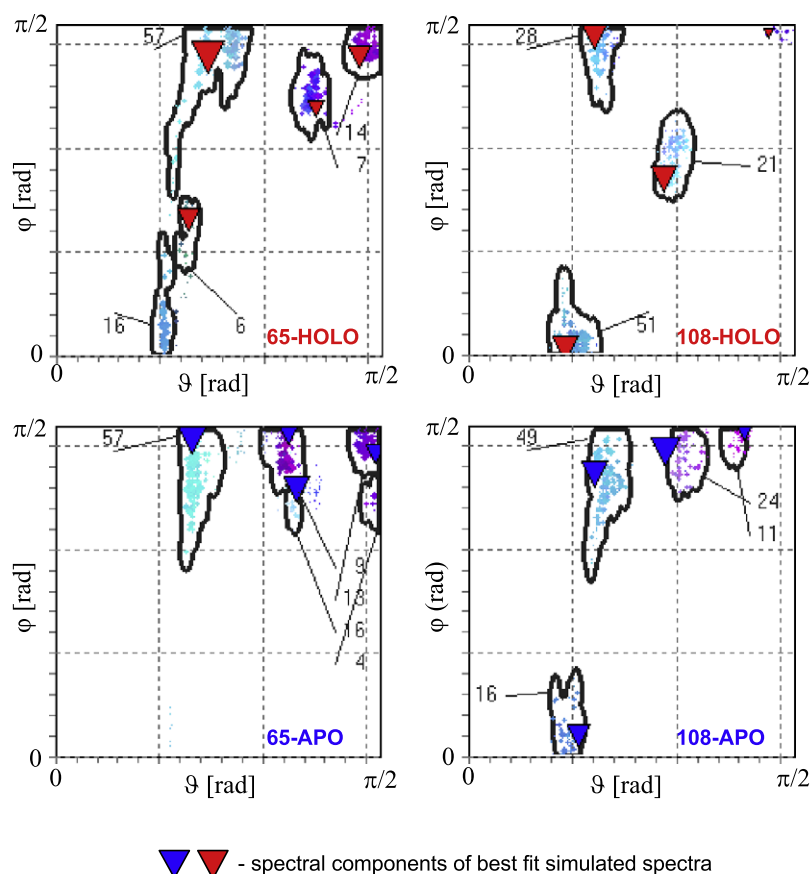 π/2
57
14
7
16
6
65-HOLO
φ [rad]
0
0
ϑ [rad]
π/2
π/2
28
21
51
108-HOLO
φ [rad]
0
0
ϑ [rad]
π/2
π/2
57
9
13
16
4
65-APO
φ [rad]
0
0
ϑ [rad]
π/2
π/2
49
24
11
16
108-APO
φ (rad)
0
0
ϑ [rad]
π/2
- spectral components of best fit simulated spectra